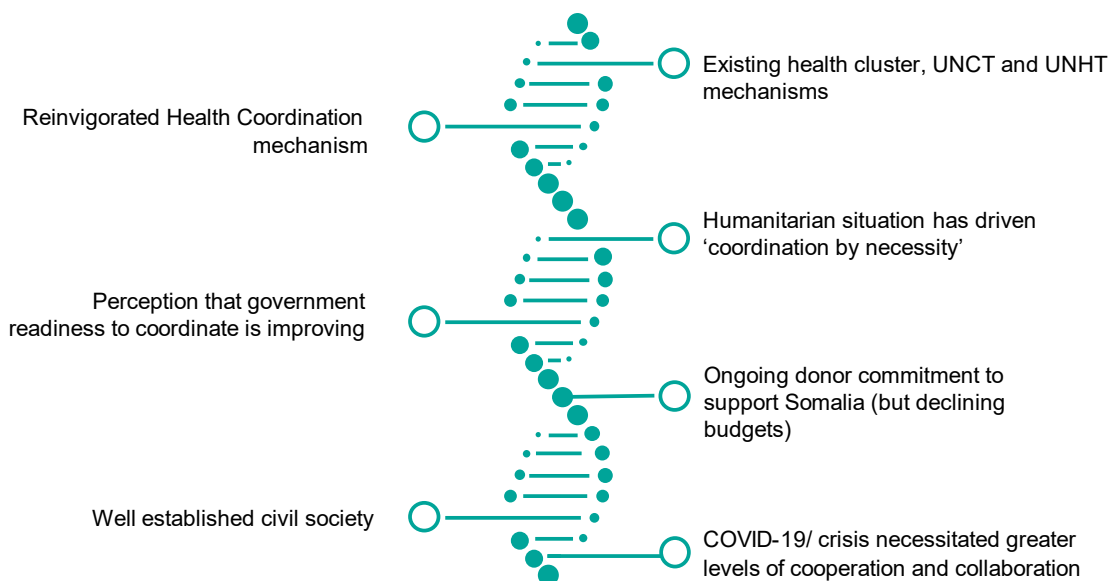 Existing health cluster, UNCT and UNHT
mechanisms
Reinvigorated Health Coordination
mechanism
Humanitarian situation has driven
‘coordination by necessity’
Perception that government
readiness to coordinate is improving
Ongoing donor commitment to
support Somalia (but declining
budgets)
Well established civil society
COVID-19/ crisis necessitated greater
levels of cooperation and collaboration